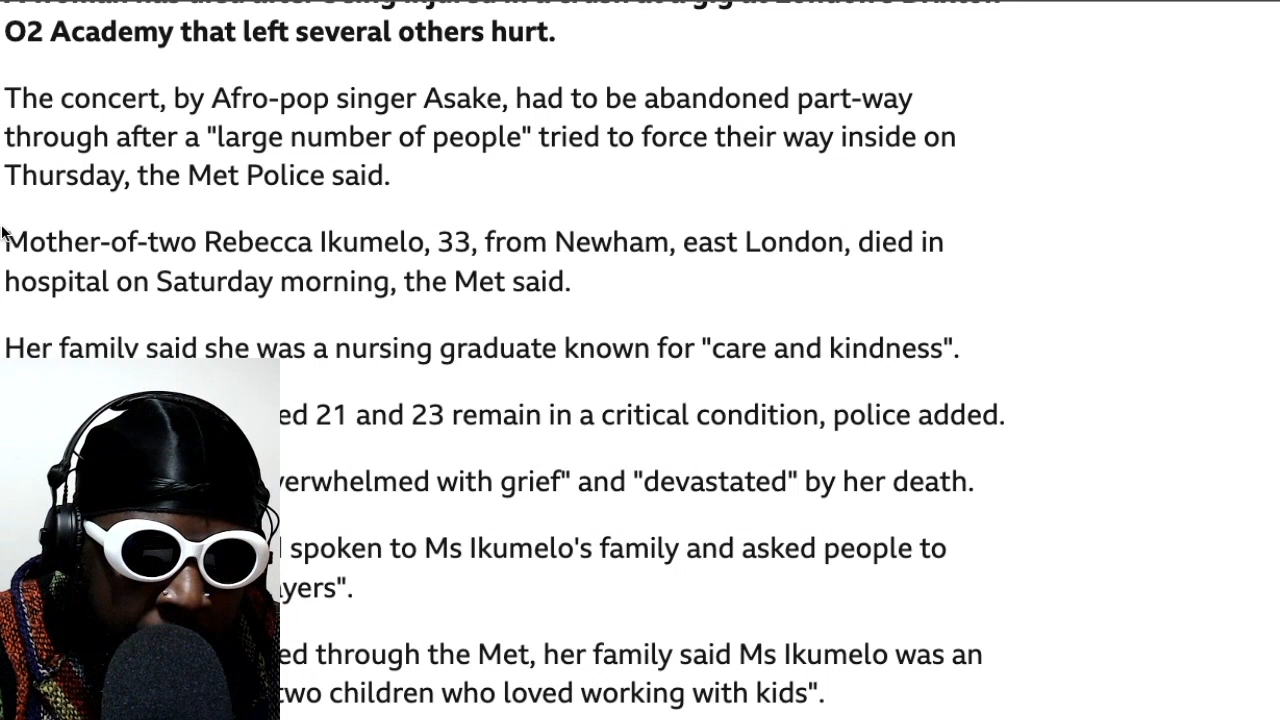 O2 Academy that left several others hurt.
The concert, by Afro-pop singer Asake, had to be abandoned part-way
through after a "large number of people" tried to force their way inside on
Thursday, the Met Police said.
Mother-of-two Rebecca Ikumelo, 33, from Newham, east London, died in
hospital on Saturday morning, the Met said.
Her family said she was a nursing graduate known for "care and kindness".
ed 21 and 23 remain in a critical condition, police added.
verwhelmed with grief" and "devastated" by her death.
spoken to Ms Ikumelo's family and asked people to
ayers".
ed through the Met, her family said Ms Ikumelo was an
two children who loved working with kids".